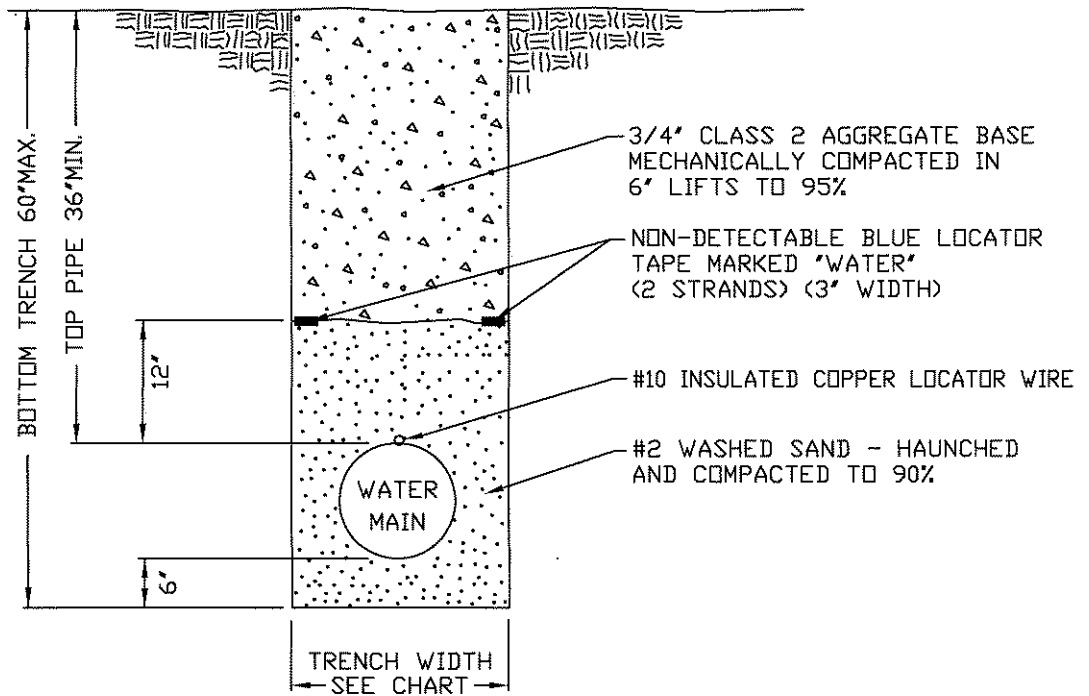 BOTTOM TRENCH 60"MAX.
TOP PIPE 36"MIN.
12"
6"
3/4" CLASS 2 AGGREGATE BASE
MECHANICALLY COMPACTED IN
6" LIFTS TO 95%
NON-DETECTABLE BLUE LOCATOR
TAPE MARKED "WATER"
(2 STRANDS) (3" WIDTH)
#10 INSULATED COPPER LOCATOR WIRE
#2 WASHED SAND - HAUNCHED
AND COMPACTED TO 90%
WATER
MAIN
TRENCH WIDTH
SEE CHART